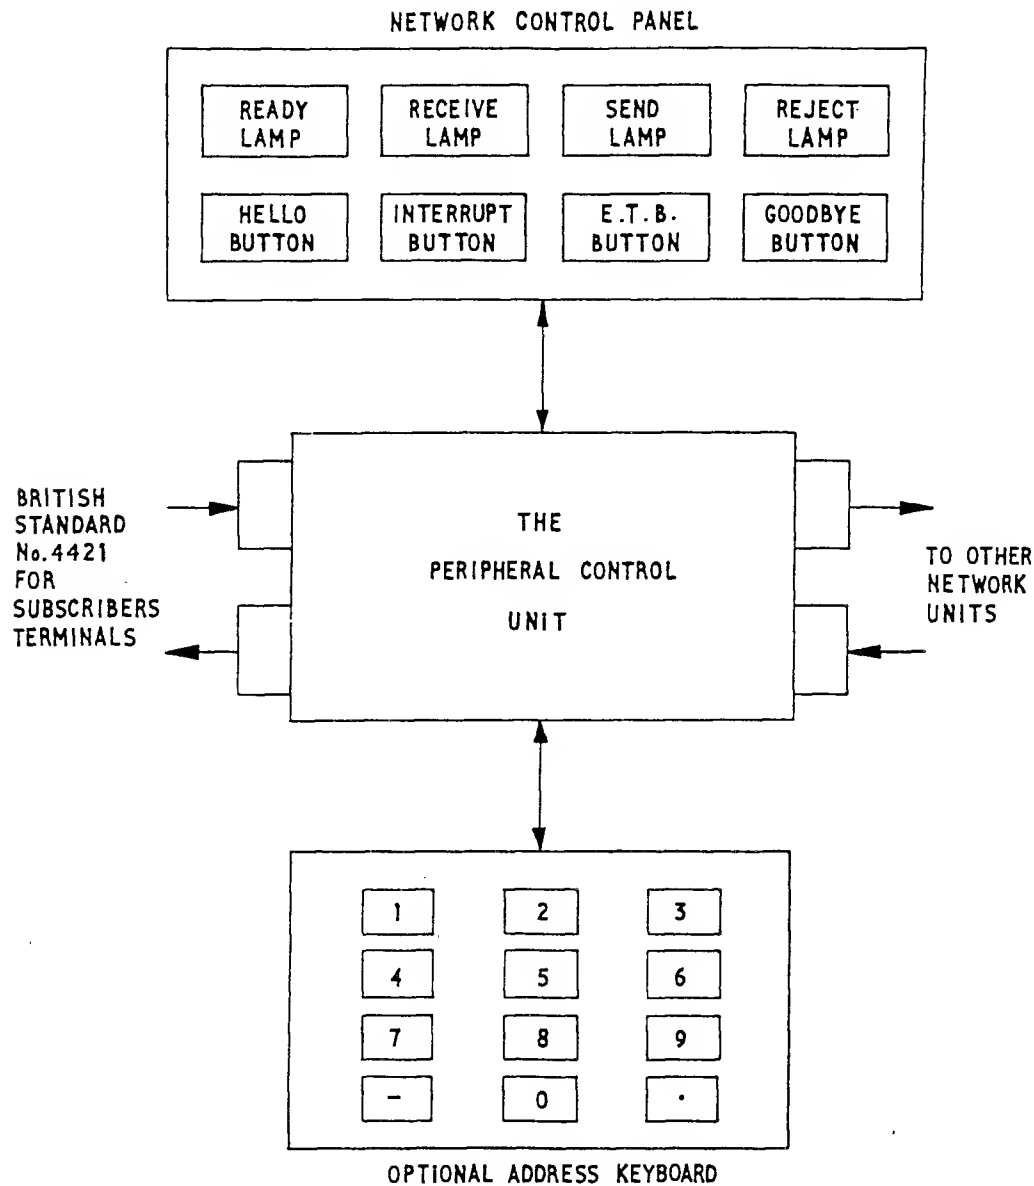 NETWORK CONTROL PANEL
READY
LAMP
RECEIVE
LAMP
SEND
LAMP
REJECT
LAMP
HELLO
BUTTON
INTERRUPT
BUTTON
E.T.B.
BUTTON
GOODBYE
BUTTON
BRITISH
STANDARD
No.4421
FOR
SUBSCRIBERS
TERMINALS
THE
PERIPHERAL CONTROL
UNIT
TO OTHER
NETWORK
UNITS
1 2 3
4 5 6
7 8 9
- 0 .
OPTIONAL ADDRESS KEYBOARD